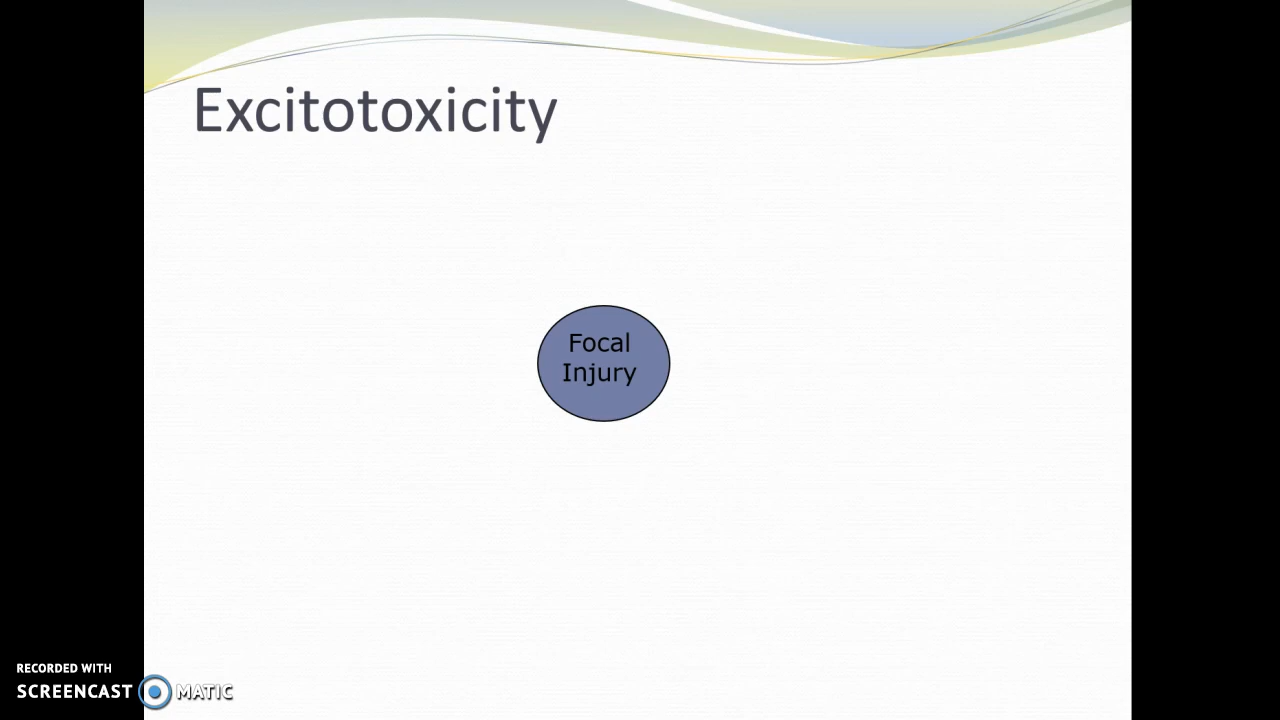 Excitotoxicity
Focal
Injury
RECORDED WITH
SCREENCAST MATIC